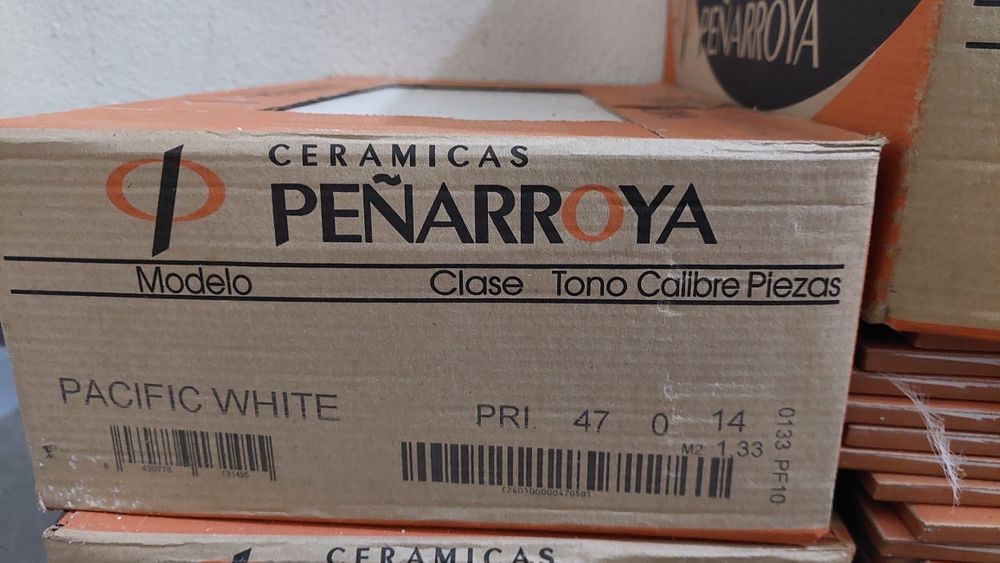 PEÑARROYA
CERAMICAS
PEÑARROYA
Modelo Clase Tono Calibre Piezas
PACIFIC WHITE
PRI. 47 0 14
M2 1,33
0133 PF10
CERAMICAS